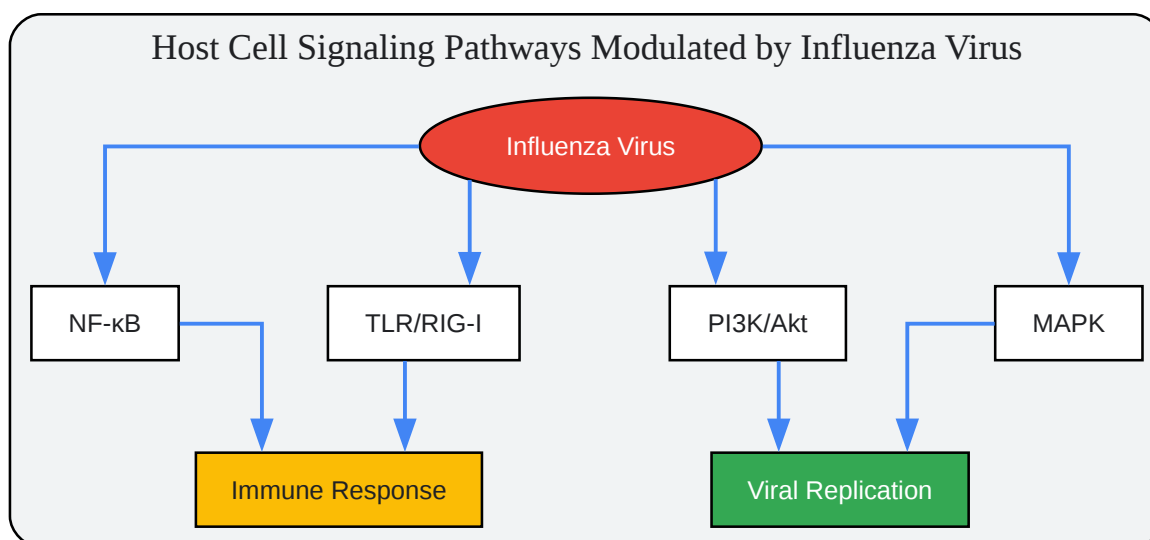 Host Cell Signaling Pathways Modulated by Influenza Virus
Influenza Virus
NF-κB
TLR/RIG-I
PI3K/Akt
MAPK
Immune Response
Viral Replication